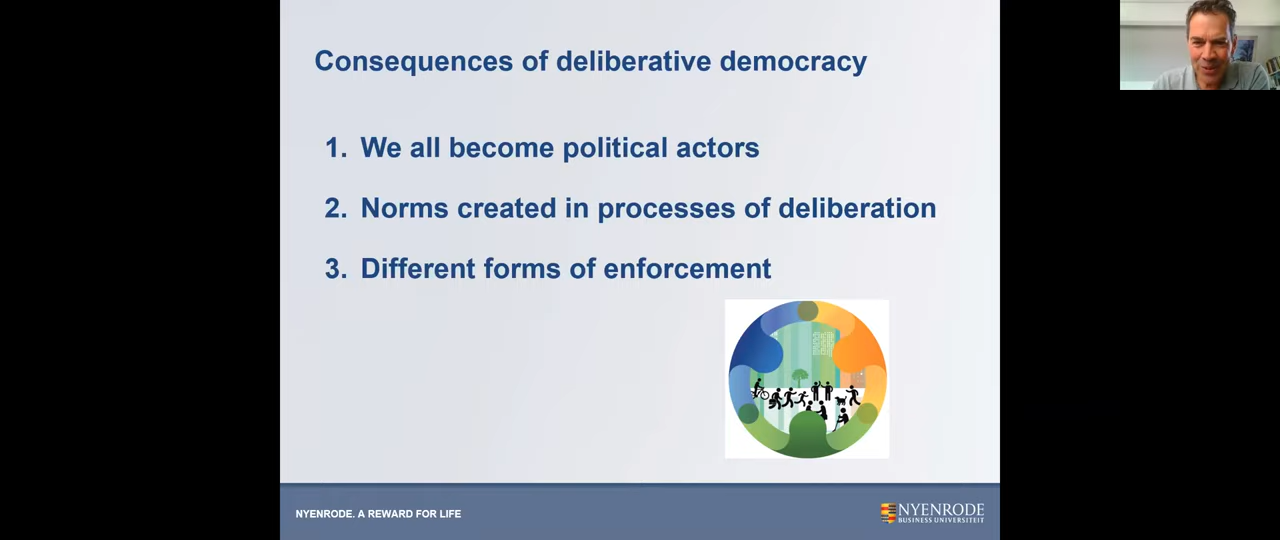 Consequences of deliberative democracy
1. We all become political actors
2. Norms created in processes of deliberation
3. Different forms of enforcement
NYENRODE. A REWARD FOR LIFE
NYENRODE
BUSINESS UNIVERSITEIT